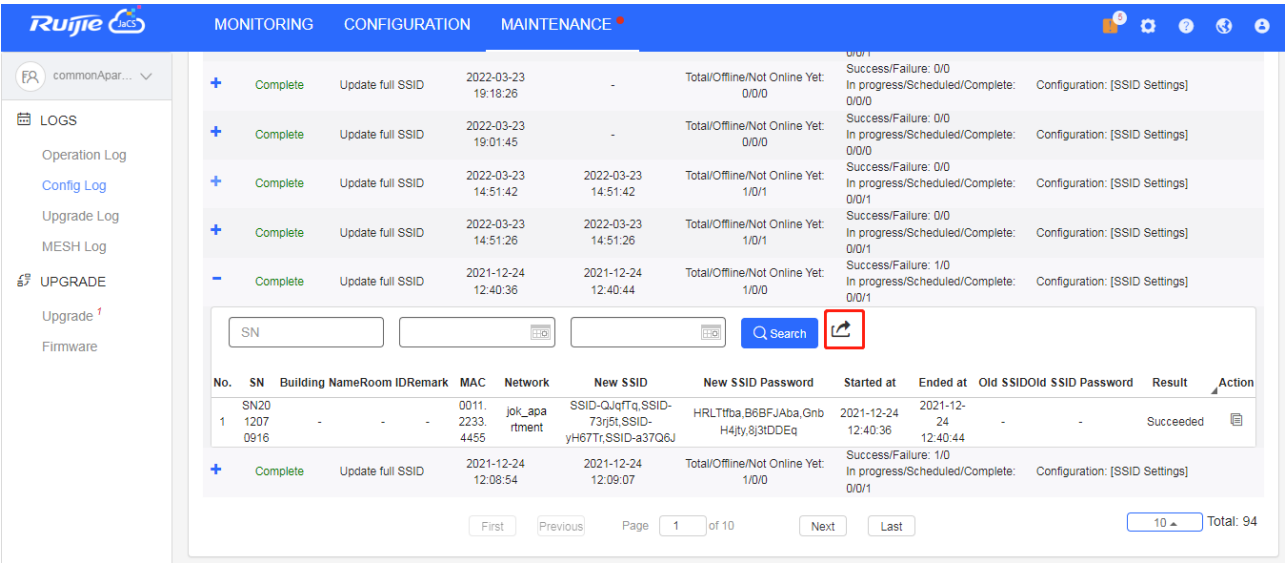 Ruijie JaCS
MONITORING CONFIGURATION MAINTENANCE
5
commonApar...
LOGS
Operation Log
Config Log
Upgrade Log
MESH Log
UPGRADE
Upgrade 1
Firmware
0/0/1
Complete Update full SSID 2022-03-23 19:18:26 - Total/Offline/Not Online Yet: 0/0/0 Success/Failure: 0/0 In progress/Scheduled/Complete: 0/0/0 Configuration: [SSID Settings]
Complete Update full SSID 2022-03-23 19:01:45 - Total/Offline/Not Online Yet: 0/0/0 Success/Failure: 0/0 In progress/Scheduled/Complete: 0/0/0 Configuration: [SSID Settings]
Complete Update full SSID 2022-03-23 14:51:42 2022-03-23 14:51:42 Total/Offline/Not Online Yet: 1/0/1 Success/Failure: 0/0 In progress/Scheduled/Complete: 0/0/1 Configuration: [SSID Settings]
Complete Update full SSID 2022-03-23 14:51:26 2022-03-23 14:51:26 Total/Offline/Not Online Yet: 1/0/1 Success/Failure: 0/0 In progress/Scheduled/Complete: 0/0/1 Configuration: [SSID Settings]
Complete Update full SSID 2021-12-24 12:40:36 2021-12-24 12:40:44 Total/Offline/Not Online Yet: 1/0/0 Success/Failure: 1/0 In progress/Scheduled/Complete: 0/0/1 Configuration: [SSID Settings]
SN Search
No. SN Building Name Room ID Remark MAC Network New SSID New SSID Password Started at Ended at Old SSID Old SSID Password Result Action
1 SN2012070916 - - - 0011.2233.4455 jok_apartment SSID-QJqfTq,SSID-73rj5t,SSID-yH67Tr,SSID-a37Q6J HRLTtfba,B6BFJAba,GnbH4jty,8j3tDDEq 2021-12-24 12:40:36 2021-12-24 12:40:44 - - Succeeded
Complete Update full SSID 2021-12-24 12:08:54 2021-12-24 12:09:07 Total/Offline/Not Online Yet: 1/0/0 Success/Failure: 1/0 In progress/Scheduled/Complete: 0/0/1 Configuration: [SSID Settings]
First Previous Page 1 of 10 Next Last 10 Total: 94